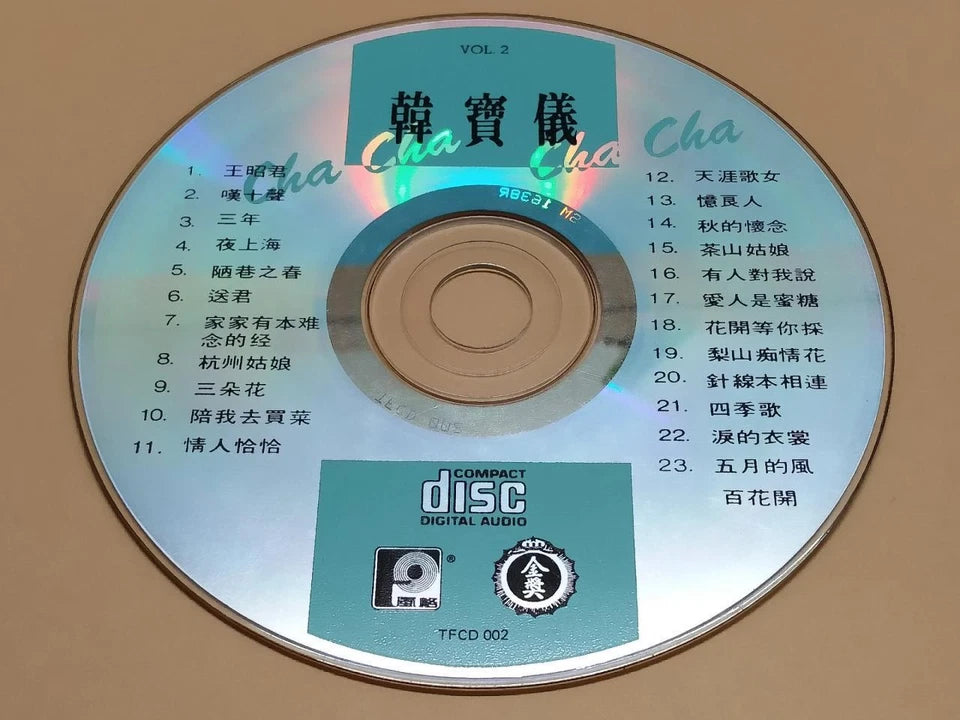 VOL. 2
韓寶儀
Cha Cha Cha Cha
1. 王昭君
2. 嘆十聲
3. 三年
4. 夜上海
5. 陋巷之春
6. 送君
7. 家家有本难
念的经
8. 杭州姑娘
9. 三朵花
10. 陪我去買菜
11. 情人恰恰
12. 天涯歌女
13. 憶良人
14. 秋的懷念
15. 茶山姑娘
16. 有人對我說
17. 愛人是蜜糖
18. 花開等你採
19. 梨山痴情花
20. 針線本相連
21. 四季歌
22. 淚的衣裳
23. 五月的風
百花開
COMPACT
disc
DIGITAL AUDIO
風格
®
金獎
TFCD 002